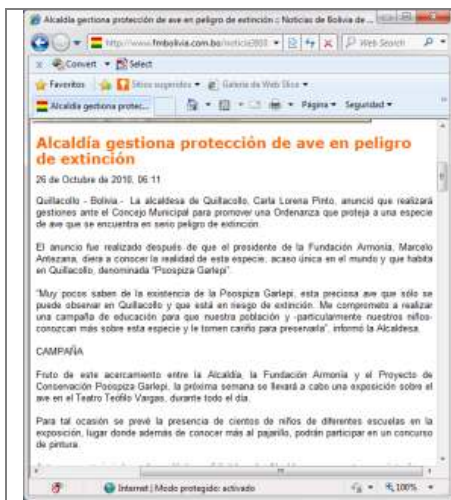 Alcaldía gestiona protección de ave en peligro de extinción :: Noticias de Bolivia de ...
http://www.fmbolivia.com.bo/noticia380
Web Search
x Convert Select
Favoritos Sitios sugeridos Galería de Web Slice
Alcaldía gestiona protec... Página Seguridad
Alcaldía gestiona protección de ave en peligro
de extinción
26 de Octubre de 2010, 06:11
Quillacollo - Bolivia.- La alcaldesa de Quillacollo, Carla Lorena Pinto, anunció que realizará
gestiones ante el Concejo Municipal para promover una Ordenanza que proteja a una especie
de ave que se encuentra en serio peligro de extinción.
El anuncio fue realizado después de que el presidente de la Fundación Armonía, Marcelo
Antezana, diera a conocer la realidad de esta especie, acaso única en el mundo y que habita
en Quillacollo, denominada "Poospiza Garlepi".
"Muy pocos saben de la existencia de la Poospiza Garlepi, esta preciosa ave que sólo se
puede observar en Quillacollo y que está en riesgo de extinción. Me comprometo a realizar
una campaña de educación para que nuestra población y -particularmente nuestros niños-
conozcan más sobre esta especie y le tomen cariño para preservarla", informó la Alcaldesa.
CAMPAÑA
Fruto de este acercamiento entre la Alcaldía, la Fundación Armonía y el Proyecto de
Conservación Poospiza Garlepi, la próxima semana se llevará a cabo una exposición sobre el
ave en el Teatro Teófilo Vargas, durante todo el día.
Para tal ocasión se prevé la presencia de cientos de niños de diferentes escuelas en la
exposición, lugar donde además de conocer más al pajarillo, podrán participar en un concurso
de pintura.
Internet | Modo protegido: activado 100%